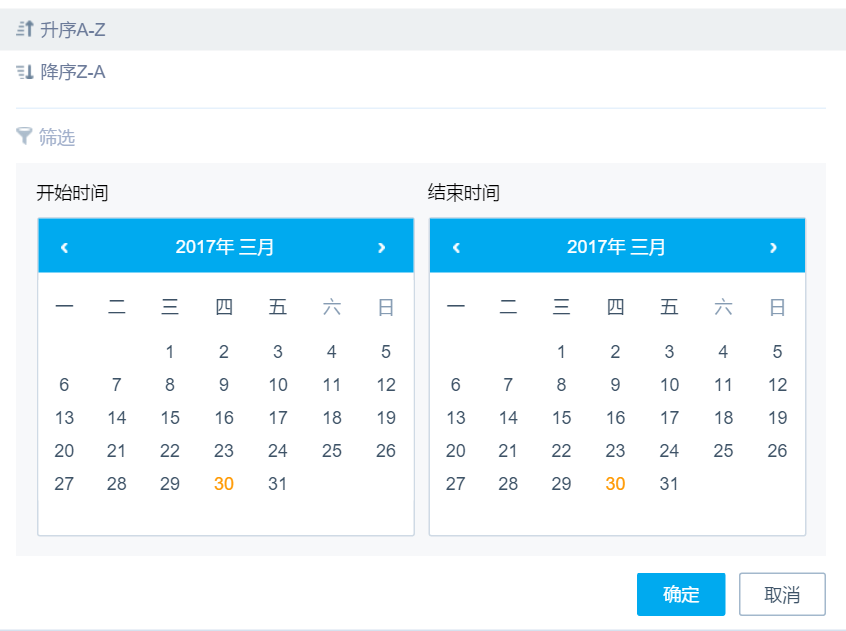 升序A-Z
降序Z-A
筛选
开始时间
‹ 2017年 三月 ›
一 二 三 四 五 六 日
1 2 3 4 5
6 7 8 9 10 11 12
13 14 15 16 17 18 19
20 21 22 23 24 25 26
27 28 29 30 31
结束时间
‹ 2017年 三月 ›
一 二 三 四 五 六 日
1 2 3 4 5
6 7 8 9 10 11 12
13 14 15 16 17 18 19
20 21 22 23 24 25 26
27 28 29 30 31
确定 取消